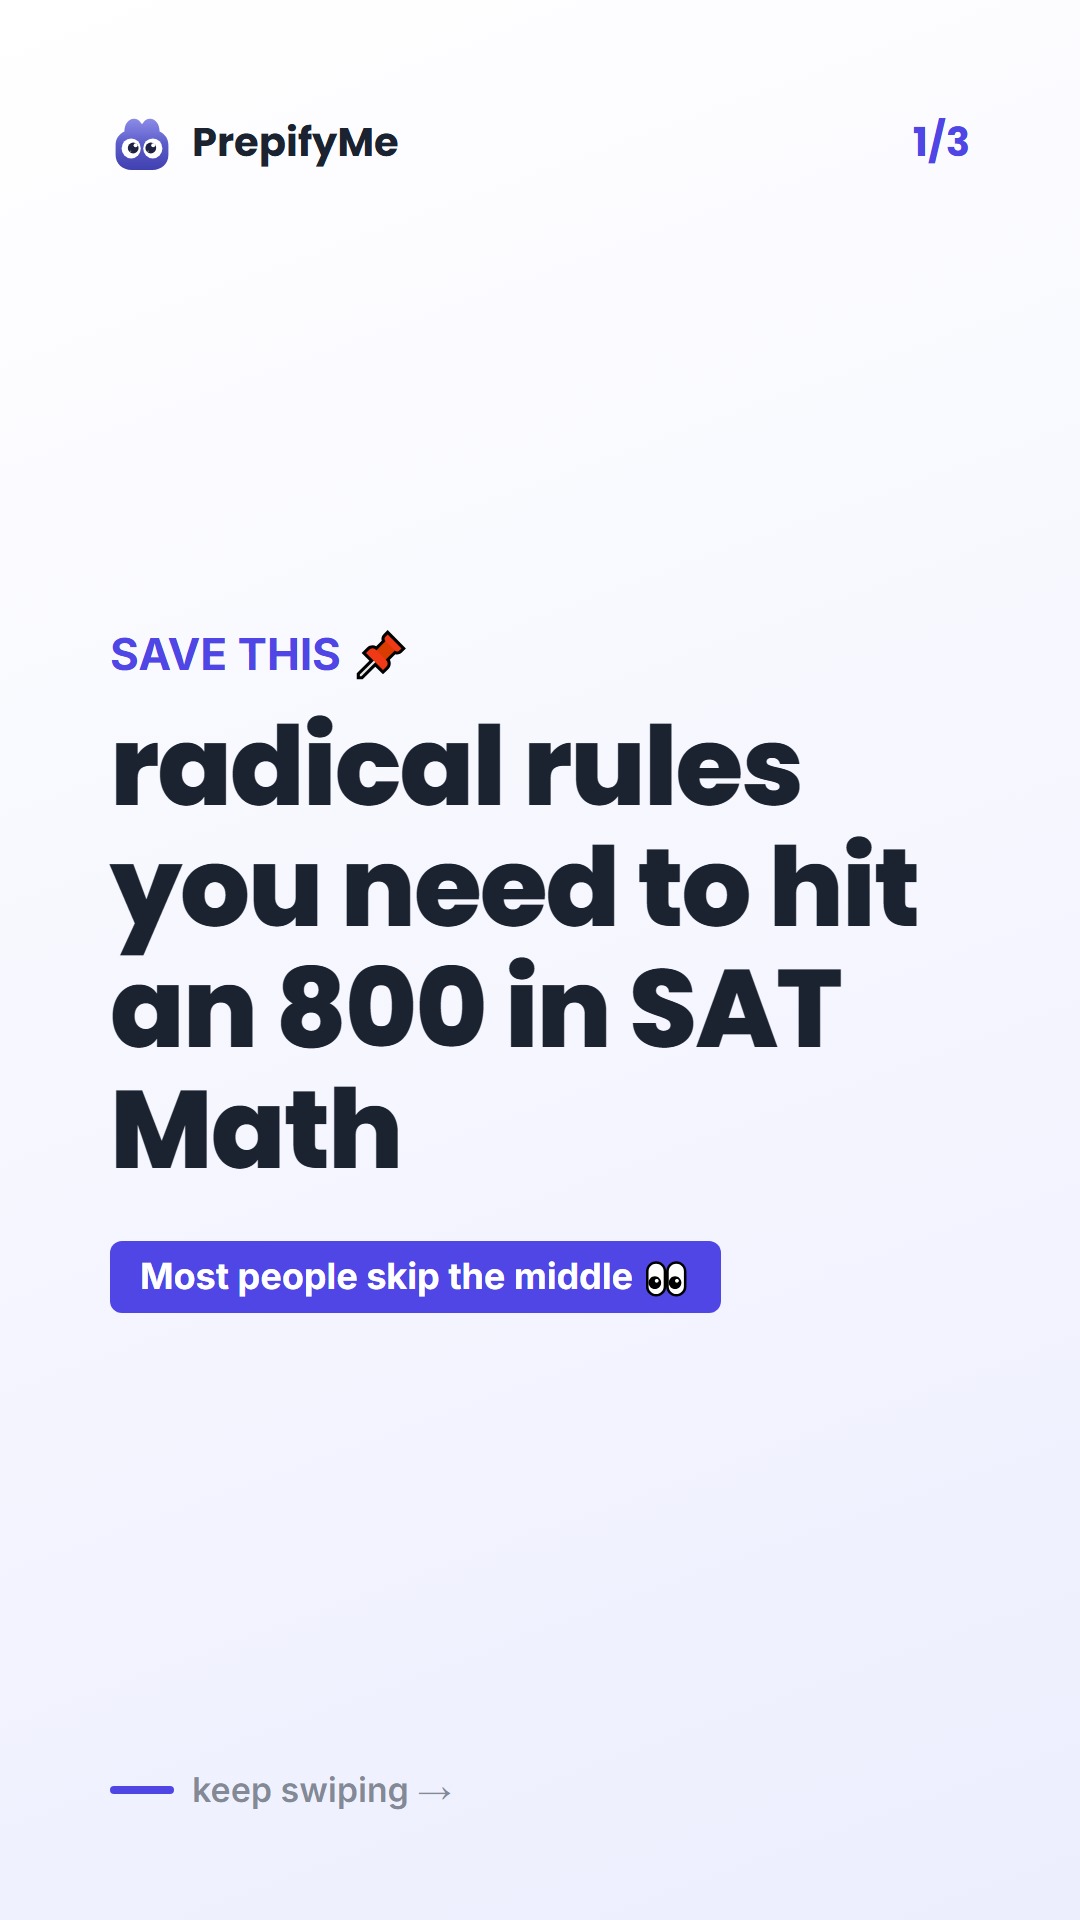 PrepifyMe
1/3
SAVE THIS 📌
radical rules
you need to hit
an 800 in SAT
Math
Most people skip the middle 👀
keep swiping →